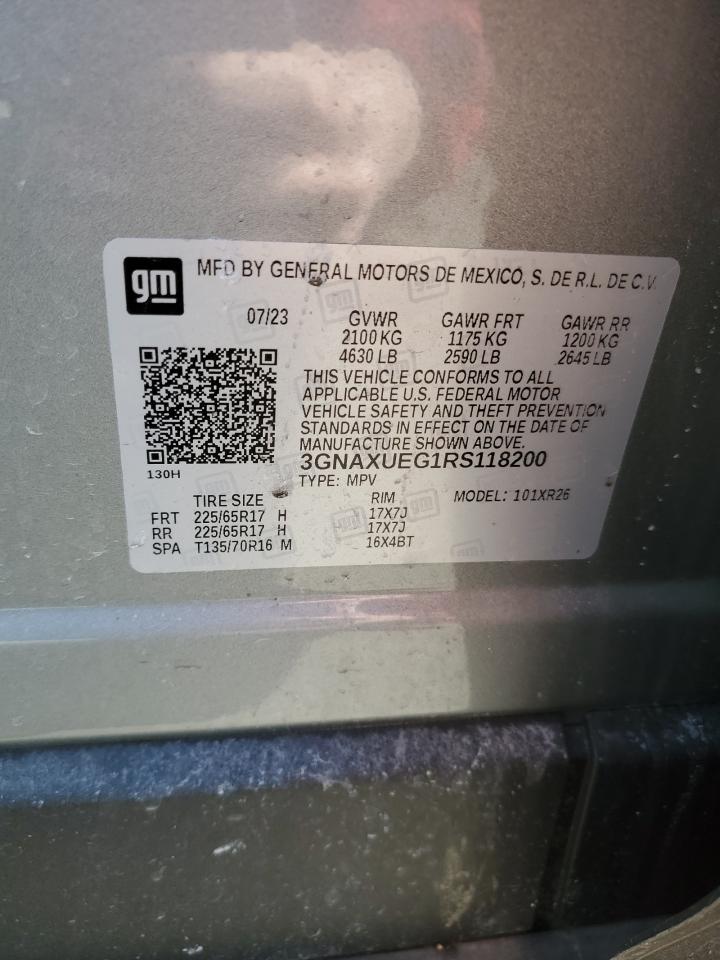 gm
MFD BY GENERAL MOTORS DE MEXICO, S. DE R.L. DE C.V.
07/23 GVWR GAWR FRT GAWR RR
2100 KG 1175 KG 1200 KG
4630 LB 2590 LB 2645 LB
THIS VEHICLE CONFORMS TO ALL
APPLICABLE U.S. FEDERAL MOTOR
VEHICLE SAFETY AND THEFT PREVENTION
STANDARDS IN EFFECT ON THE DATE OF
MANUFACTURE SHOWN ABOVE.
3GNAXUEG1RS118200
130H
TYPE: MPV
TIRE SIZE RIM MODEL: 101XR26
FRT 225/65R17 H 17X7J
RR 225/65R17 H 17X7J
SPA T135/70R16 M 16X4BT